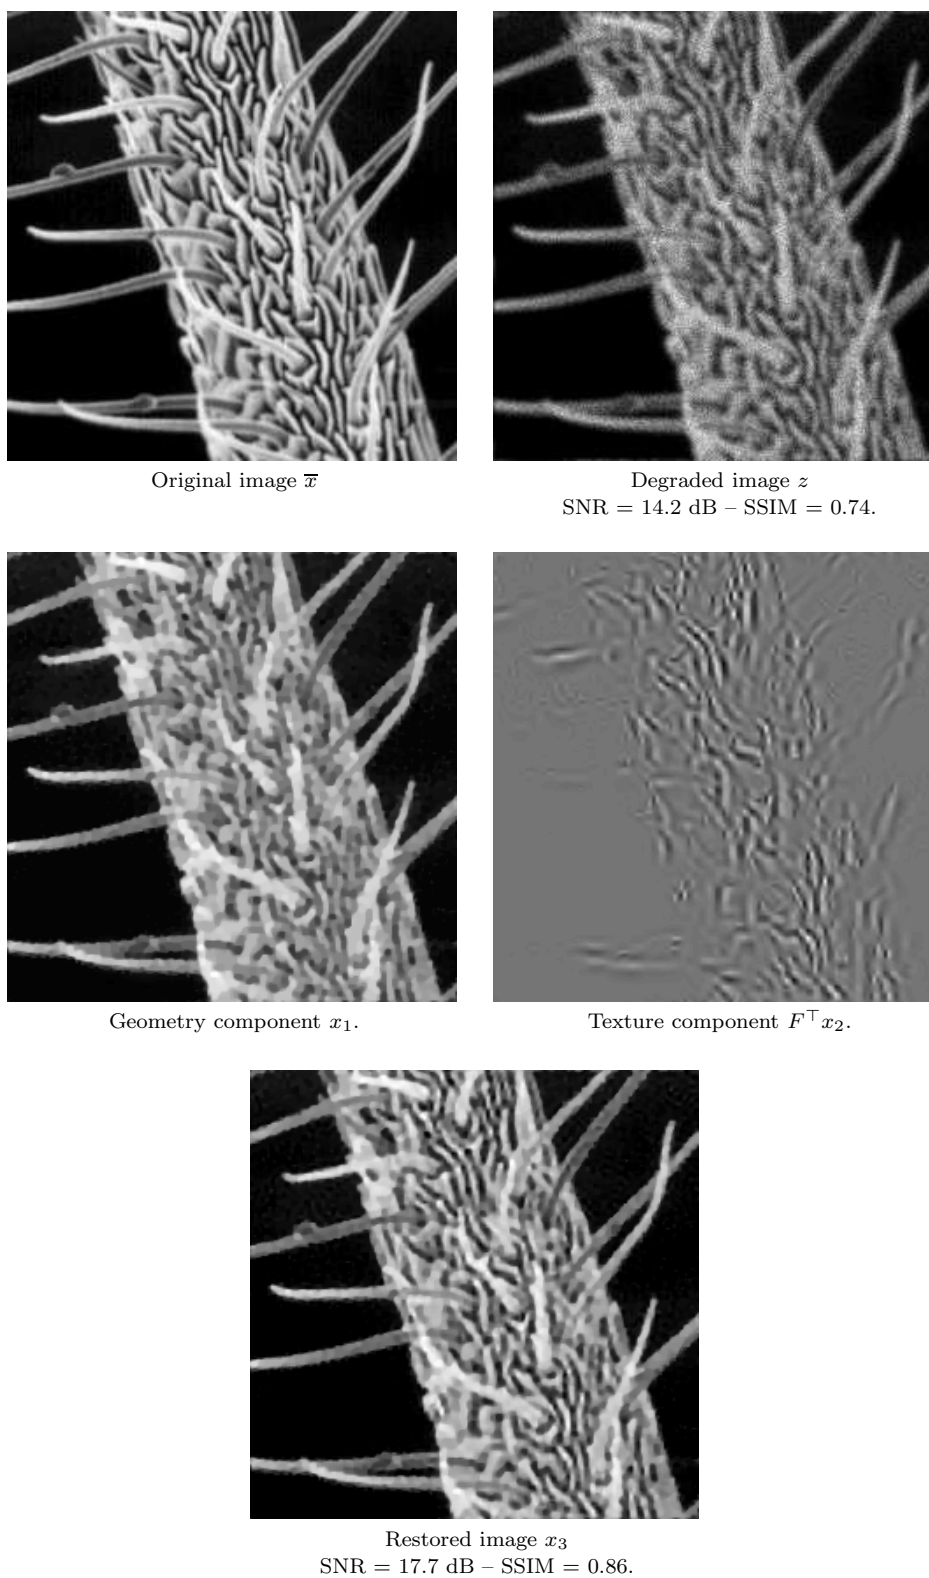 Original image x̅
Degraded image z
SNR = 14.2 dB – SSIM = 0.74.
Geometry component x₁.
Texture component F⊤x₂.
Restored image x₃
SNR = 17.7 dB – SSIM = 0.86.